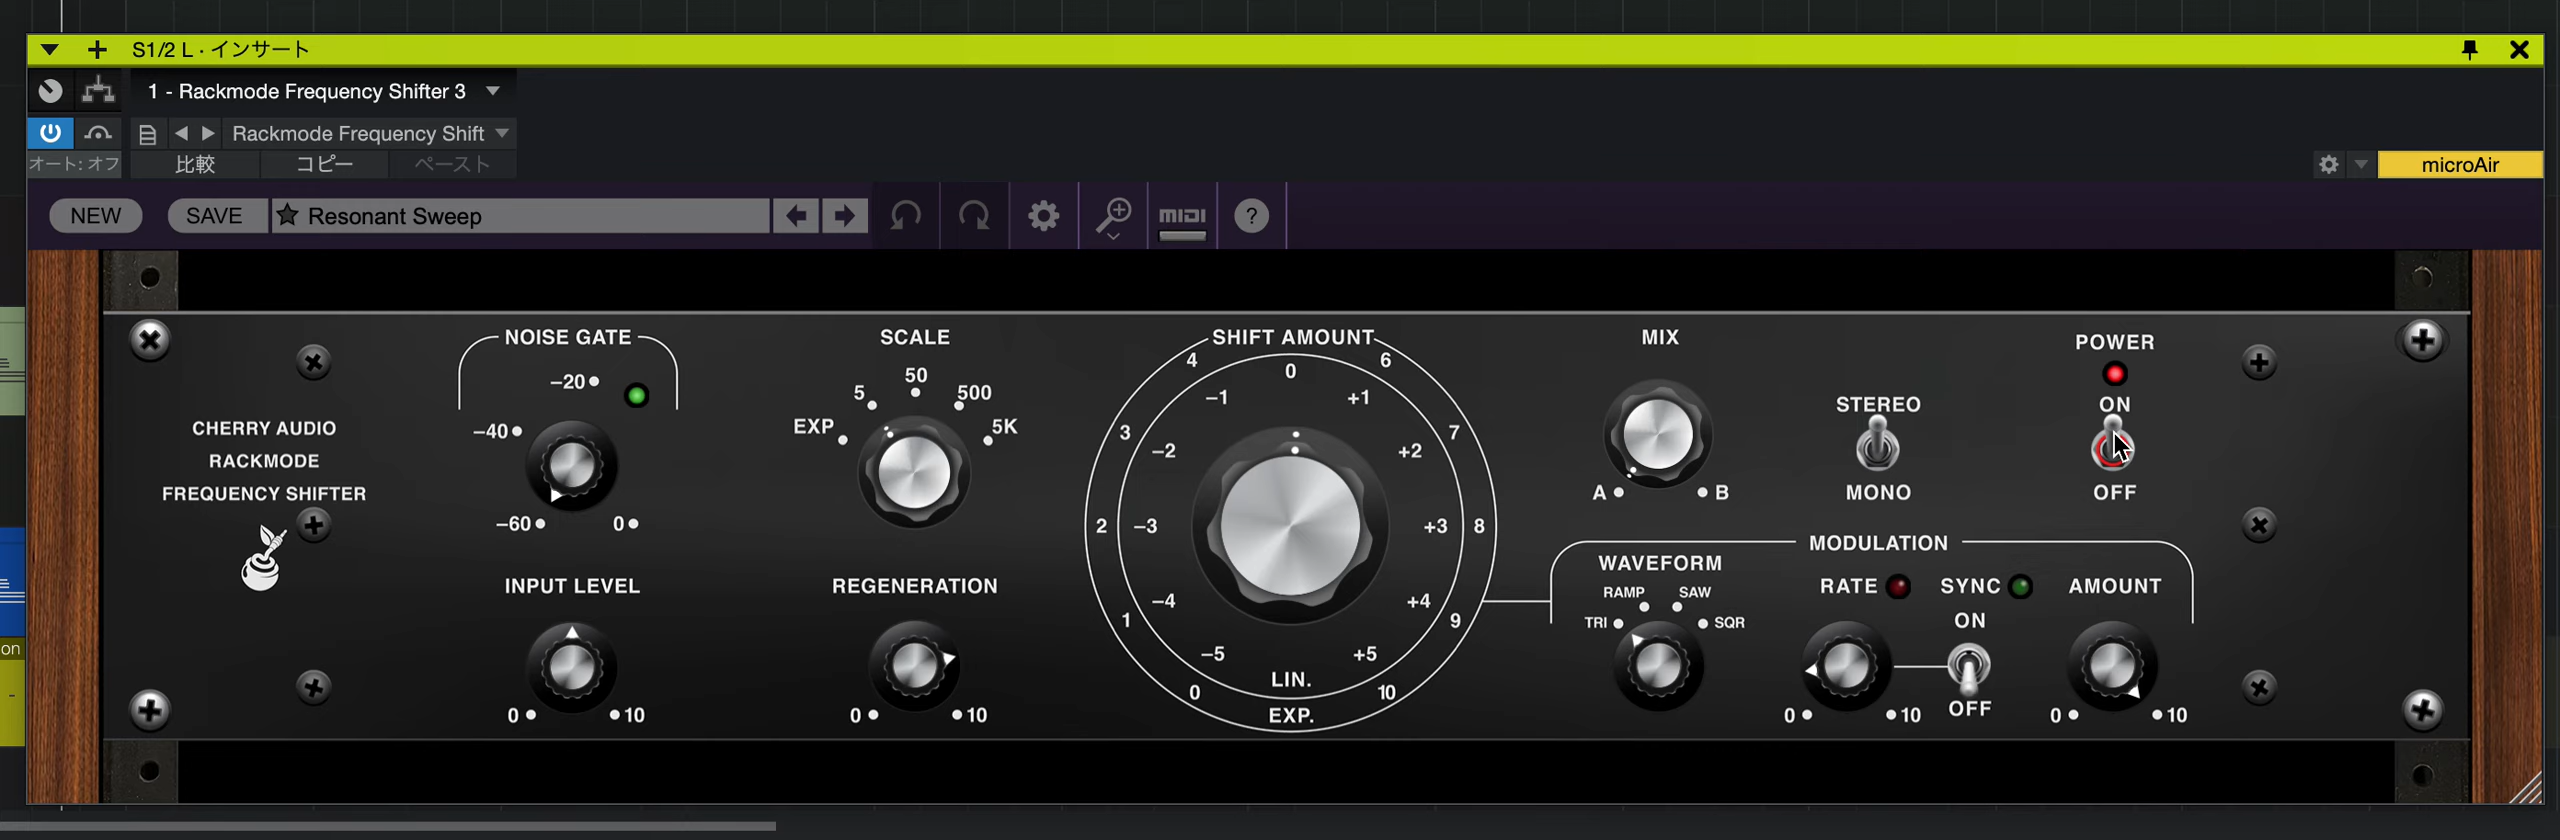 S1/2 L · インサート
1 - Rackmode Frequency Shifter 3
Rackmode Frequency Shift
オート: オフ
比較
コピー
ペースト
microAir
NEW
SAVE
Resonant Sweep
MIDI
?
NOISE GATE
-20
-40
-60
0
CHERRY AUDIO
RACKMODE
FREQUENCY SHIFTER
INPUT LEVEL
0
10
SCALE
EXP
5
50
500
5K
REGENERATION
0
10
SHIFT AMOUNT
4
6
0
-1
+1
3
7
-2
+2
2
-3
+3
8
-4
+4
1
9
-5
+5
LIN.
0
10
EXP.
MIX
A
B
STEREO
MONO
POWER
ON
OFF
MODULATION
WAVEFORM
RAMP
SAW
TRI
SQR
RATE
0
10
SYNC
ON
OFF
AMOUNT
0
10
on